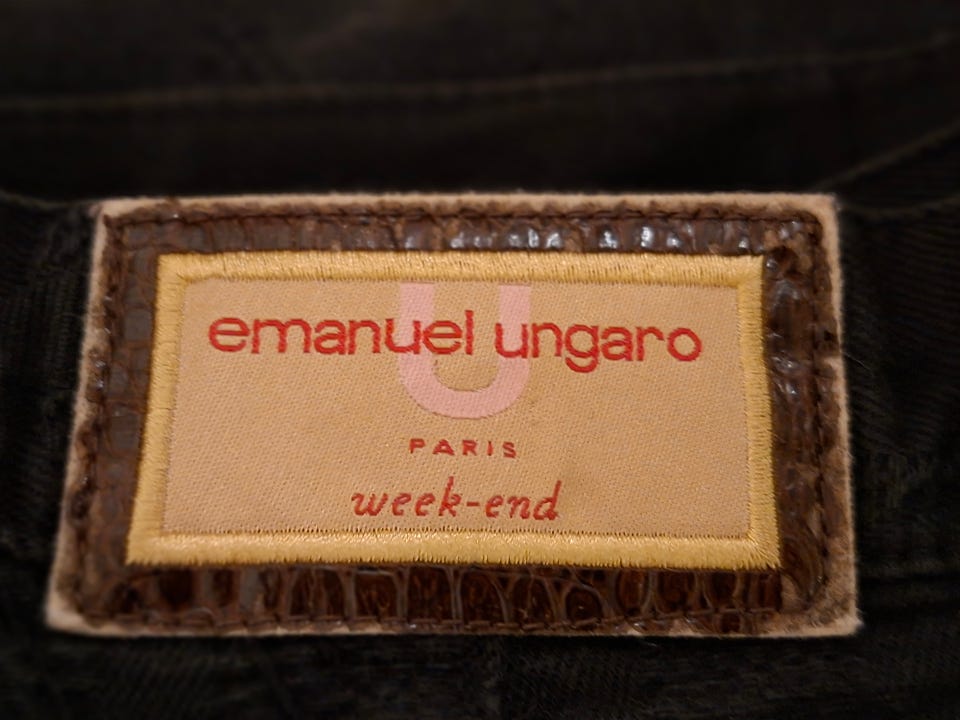 U
emanuel ungaro
PARIS
week-end